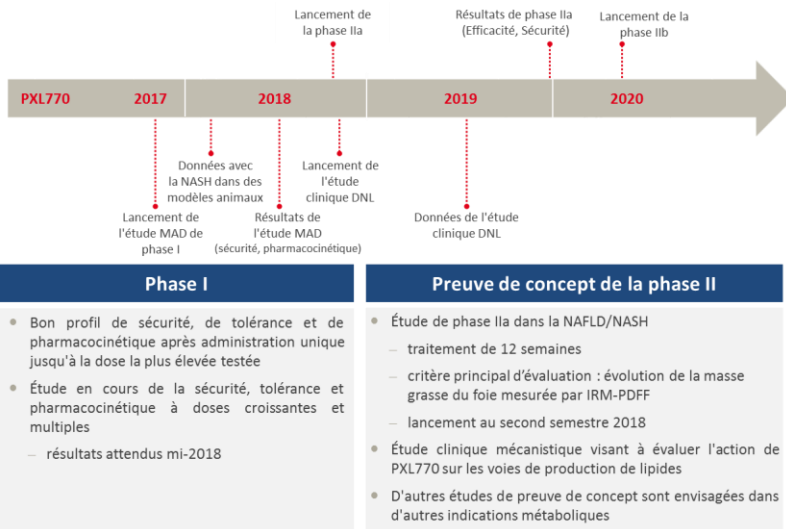 Lancement de
la phase IIa
Résultats de phase IIa
(Efficacité, Sécurité)
Lancement de la
phase IIb
PXL770
2017
2018
2019
2020
Données avec
la NASH dans des
modèles animaux
Lancement de
l'étude
clinique DNL
Lancement de
l'étude MAD de
phase I
Résultats de
l'étude MAD
(sécurité, pharmacocinétique)
Données de l'étude
clinique DNL
Phase I
• Bon profil de sécurité, de tolérance et de
pharmacocinétique après administration unique
jusqu'à la dose la plus élevée testée
• Étude en cours de la sécurité, tolérance et
pharmacocinétique à doses croissantes et
multiples
– résultats attendus mi-2018
Preuve de concept de la phase II
• Étude de phase IIa dans la NAFLD/NASH
– traitement de 12 semaines
– critère principal d’évaluation : évolution de la masse
grasse du foie mesurée par IRM-PDFF
– lancement au second semestre 2018
• Étude clinique mécanistique visant à évaluer l'action de
PXL770 sur les voies de production de lipides
• D'autres études de preuve de concept sont envisagées dans
d'autres indications métaboliques